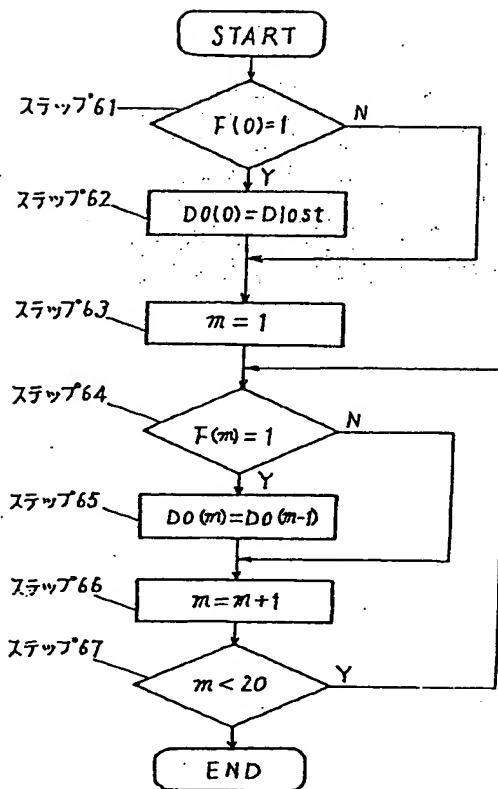 START
ステップ61
F(0)=1
N
Y
ステップ62
D0(0)=Dlost
ステップ63
m=1
ステップ64
F(m)=1
N
Y
ステップ65
D0(m)=D0(m-1)
ステップ66
m=m+1
ステップ67
m<20
Y
END